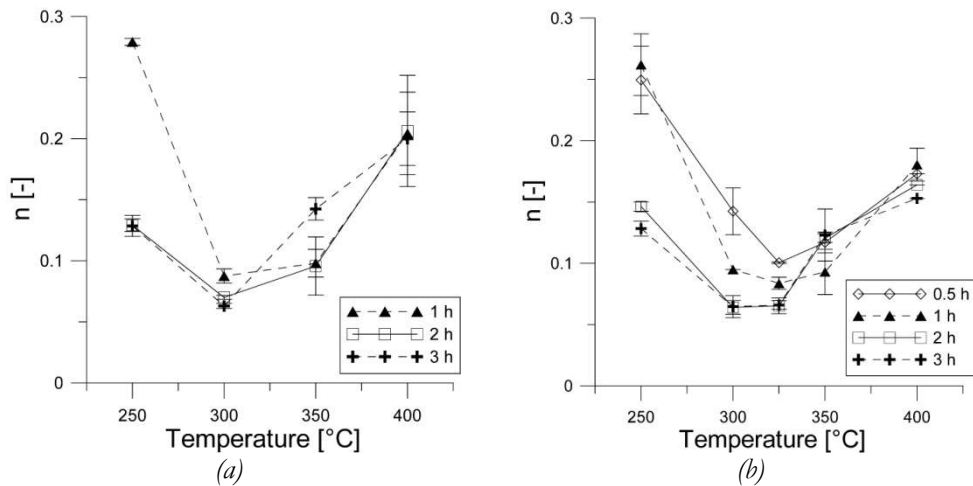 0.3
0.2
0.1
0
n [-]
250 300 350 400
Temperature [°C]
1 h
2 h
3 h
(a)
0.3
0.2
0.1
0
n [-]
250 300 350 400
Temperature [°C]
0.5 h
1 h
2 h
3 h
(b)